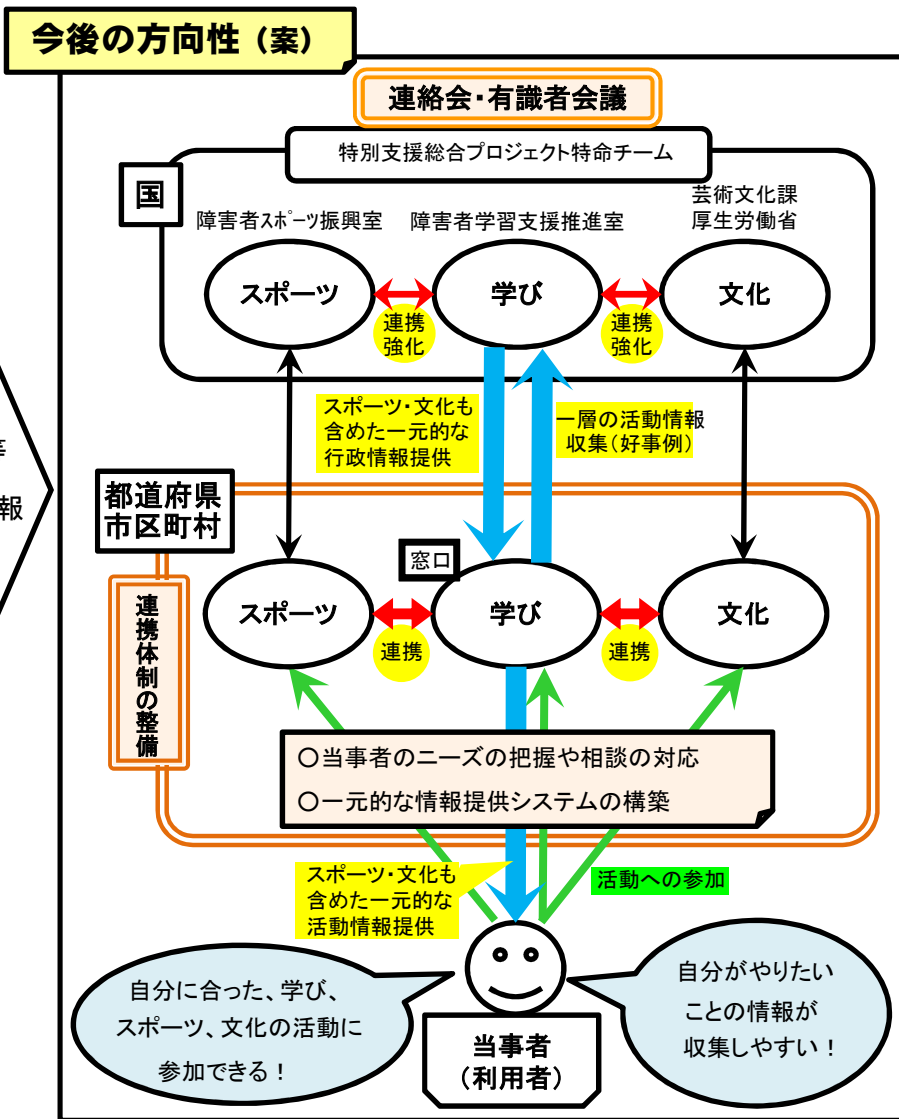 今後の方向性（案）
連絡会・有識者会議
特別支援総合プロジェクト特命チーム
国
障害者スポーツ振興室
障害者学習支援推進室
芸術文化課
厚生労働省
スポーツ
学び
文化
連携
強化
連携
強化
スポーツ・文化も
含めた一元的な
行政情報提供
一層の活動情報
収集（好事例）
報
都道府県
市区町村
窓口
スポーツ
学び
文化
連携
連携
連携体制の整備
○当事者のニーズの把握や相談の対応
○一元的な情報提供システムの構築
スポーツ・文化も
含めた一元的な
活動情報提供
活動への参加
自分に合った、学び、
スポーツ、文化の活動に
参加できる！
自分がやりたい
ことの情報が
収集しやすい！
当事者
（利用者）